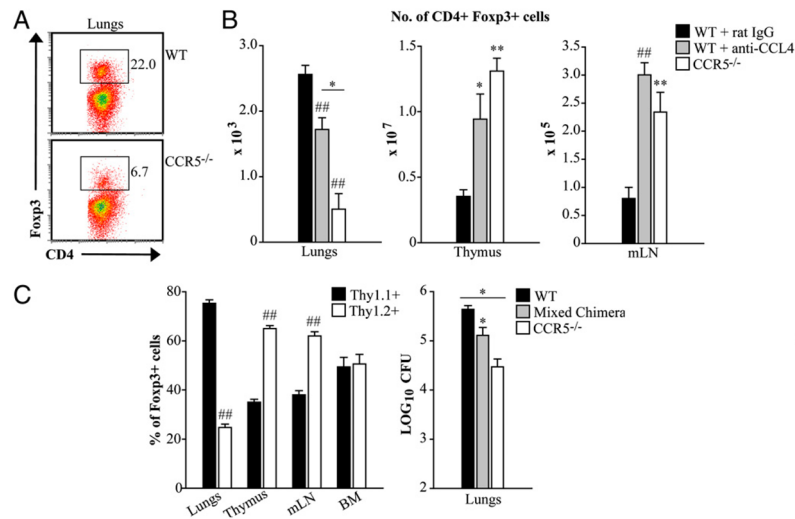 A
Lungs
WT
22.0
CCR5-/-
6.7
Foxp3
CD4
B
No. of CD4+ Foxp3+ cells
WT + rat IgG
WT + anti-CCL4
CCR5-/-
3.0
2.0
1.0
0
x 10³
*
##
##
Lungs
1.5
1.0
0.5
0
x 10⁷
*
**
Thymus
3.5
3.0
2.5
2.0
1.5
1.0
0.5
0
x 10⁵
##
**
mLN
C
Thy1.1+
Thy1.2+
80
60
40
20
0
% of Foxp3+ cells
##
##
##
Lungs
Thymus
mLN
BM
WT
Mixed Chimera
CCR5-/-
6
5
4
3
2
LOG10 CFU
*
*
Lungs